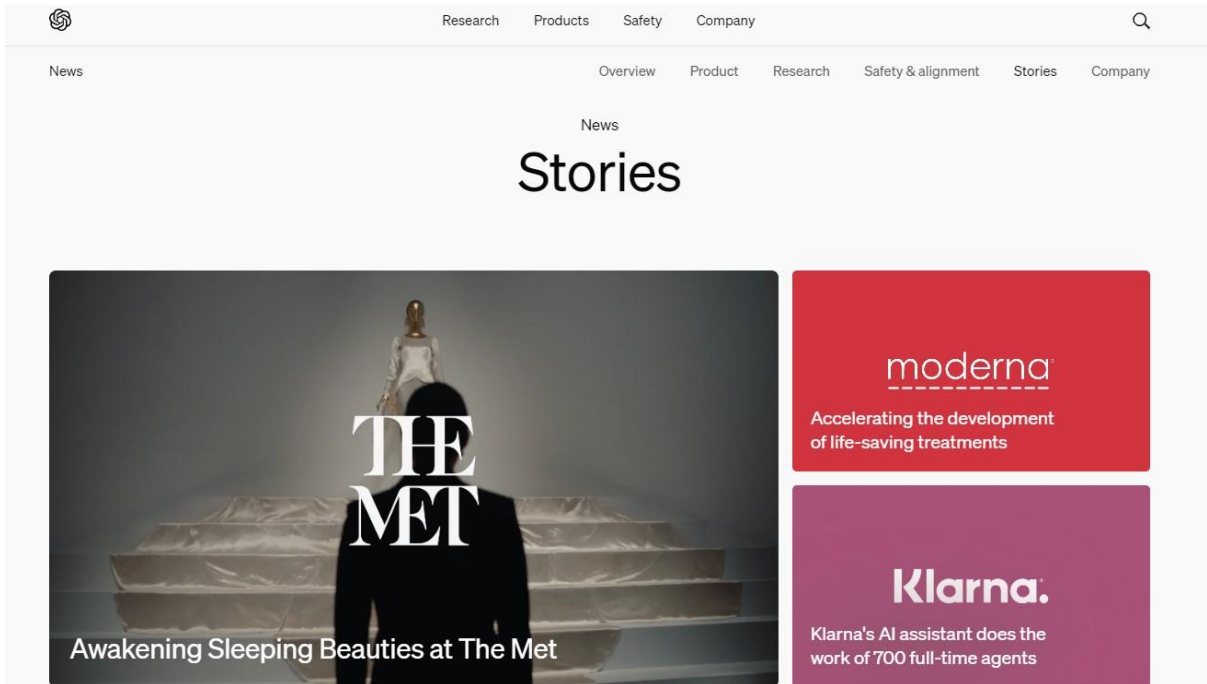 Research Products Safety Company
News Overview Product Research Safety & alignment Stories Company
News
Stories
THE
MET
Awakening Sleeping Beauties at The Met
moderna
Accelerating the development
of life-saving treatments
Klarna.
Klarna's AI assistant does the
work of 700 full-time agents